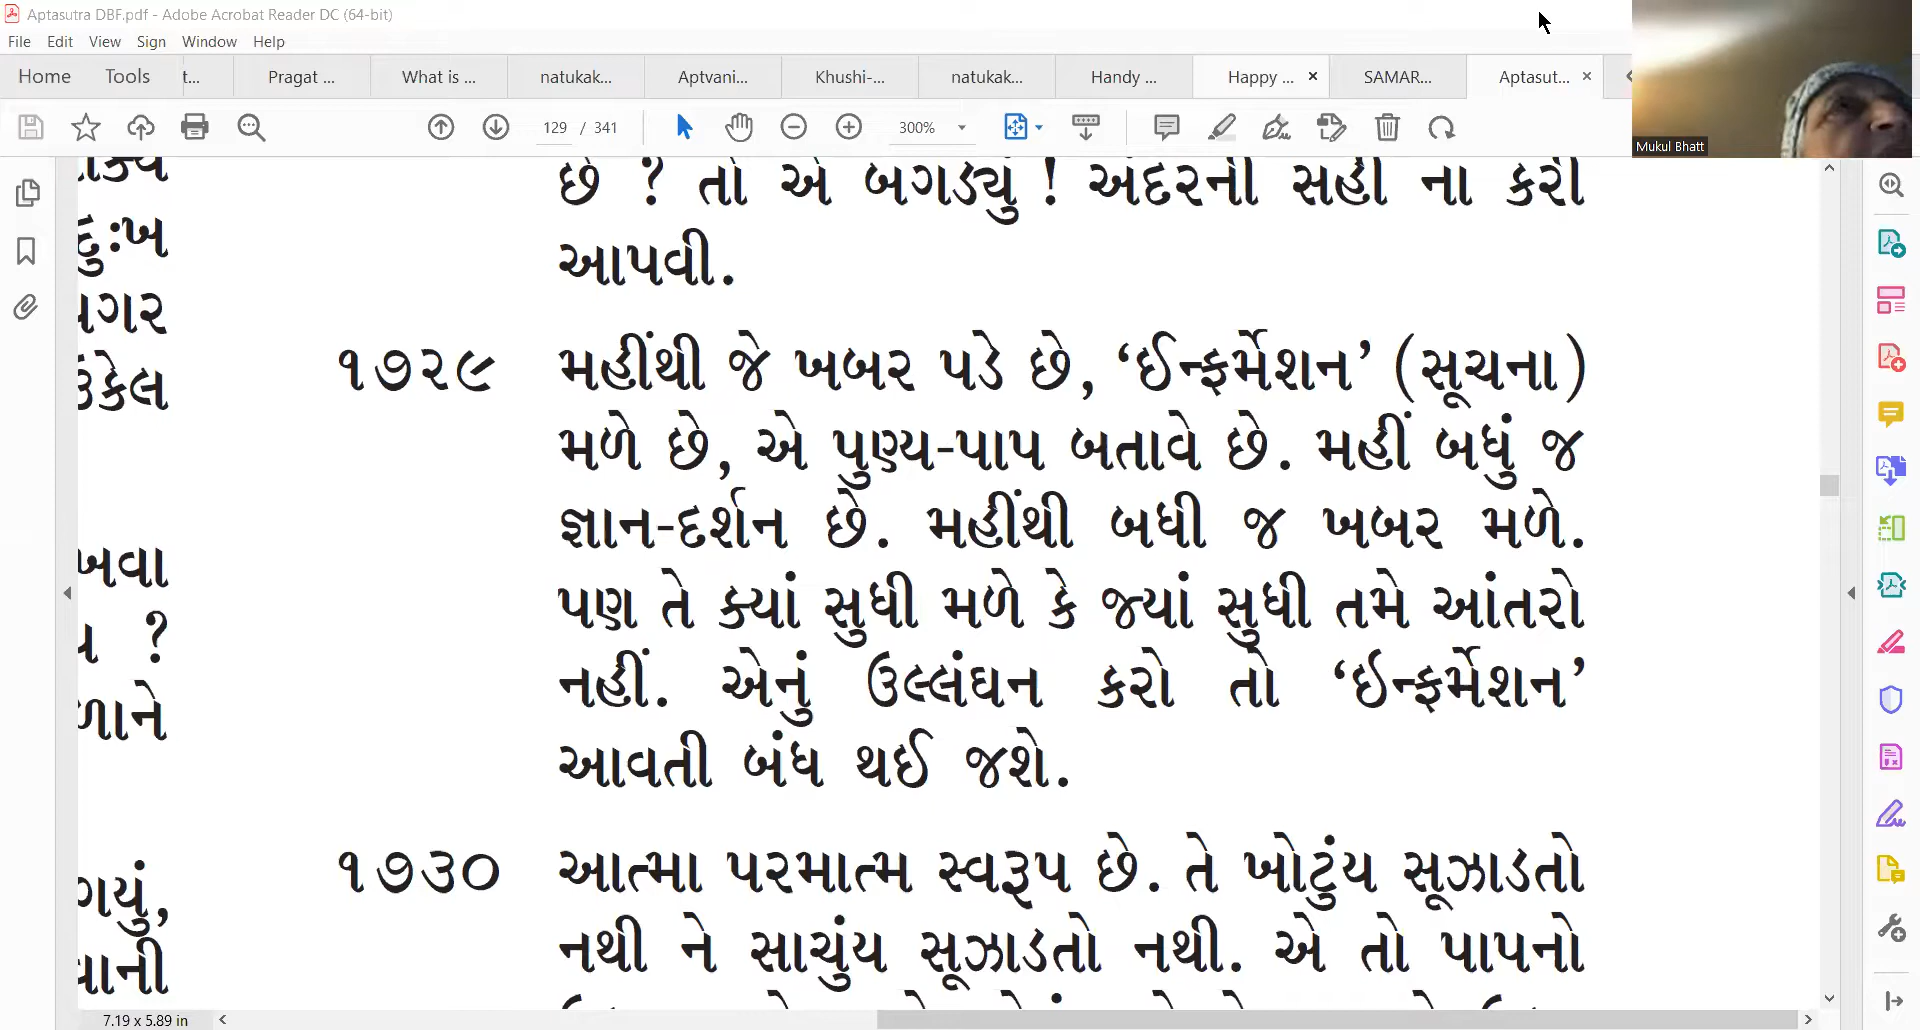 Aptasutra DBF.pdf - Adobe Acrobat Reader DC (64-bit)
File Edit View Sign Window Help
Home Tools t... Pragat ... What is ... natukak... Aptvani... Khushi-... natukak... Handy ... Happy ... SAMAR... Aptasut...
129 / 341 300%
Mukul Bhatt
છે ? તો એ બગડ્યું ! અંદરની સહી ના કરી
આપવી.
૧૭૨૯ મહીંથી જે ખબર પડે છે, ‘ઈન્ફર્મેશન’ (સૂચના)
મળે છે, એ પુણ્ય-પાપ બતાવે છે. મહીં બધું જ
જ્ઞાન-દર્શન છે. મહીંથી બધી જ ખબર મળે.
પણ તે ક્યાં સુધી મળે કે જ્યાં સુધી તમે આંતરો
નહીં. એનું ઉલ્લંઘન કરો તો ‘ઈન્ફર્મેશન’
આવતી બંધ થઈ જશે.
૧૭૩૦ આત્મા પરમાત્મ સ્વરૂપ છે. તે ખોટુંય સૂઝાડતો
નથી ને સાચુંય સૂઝાડતો નથી. એ તો પાપનો
દુઃખ
ઉકેલ
?
7.19 x 5.89 in